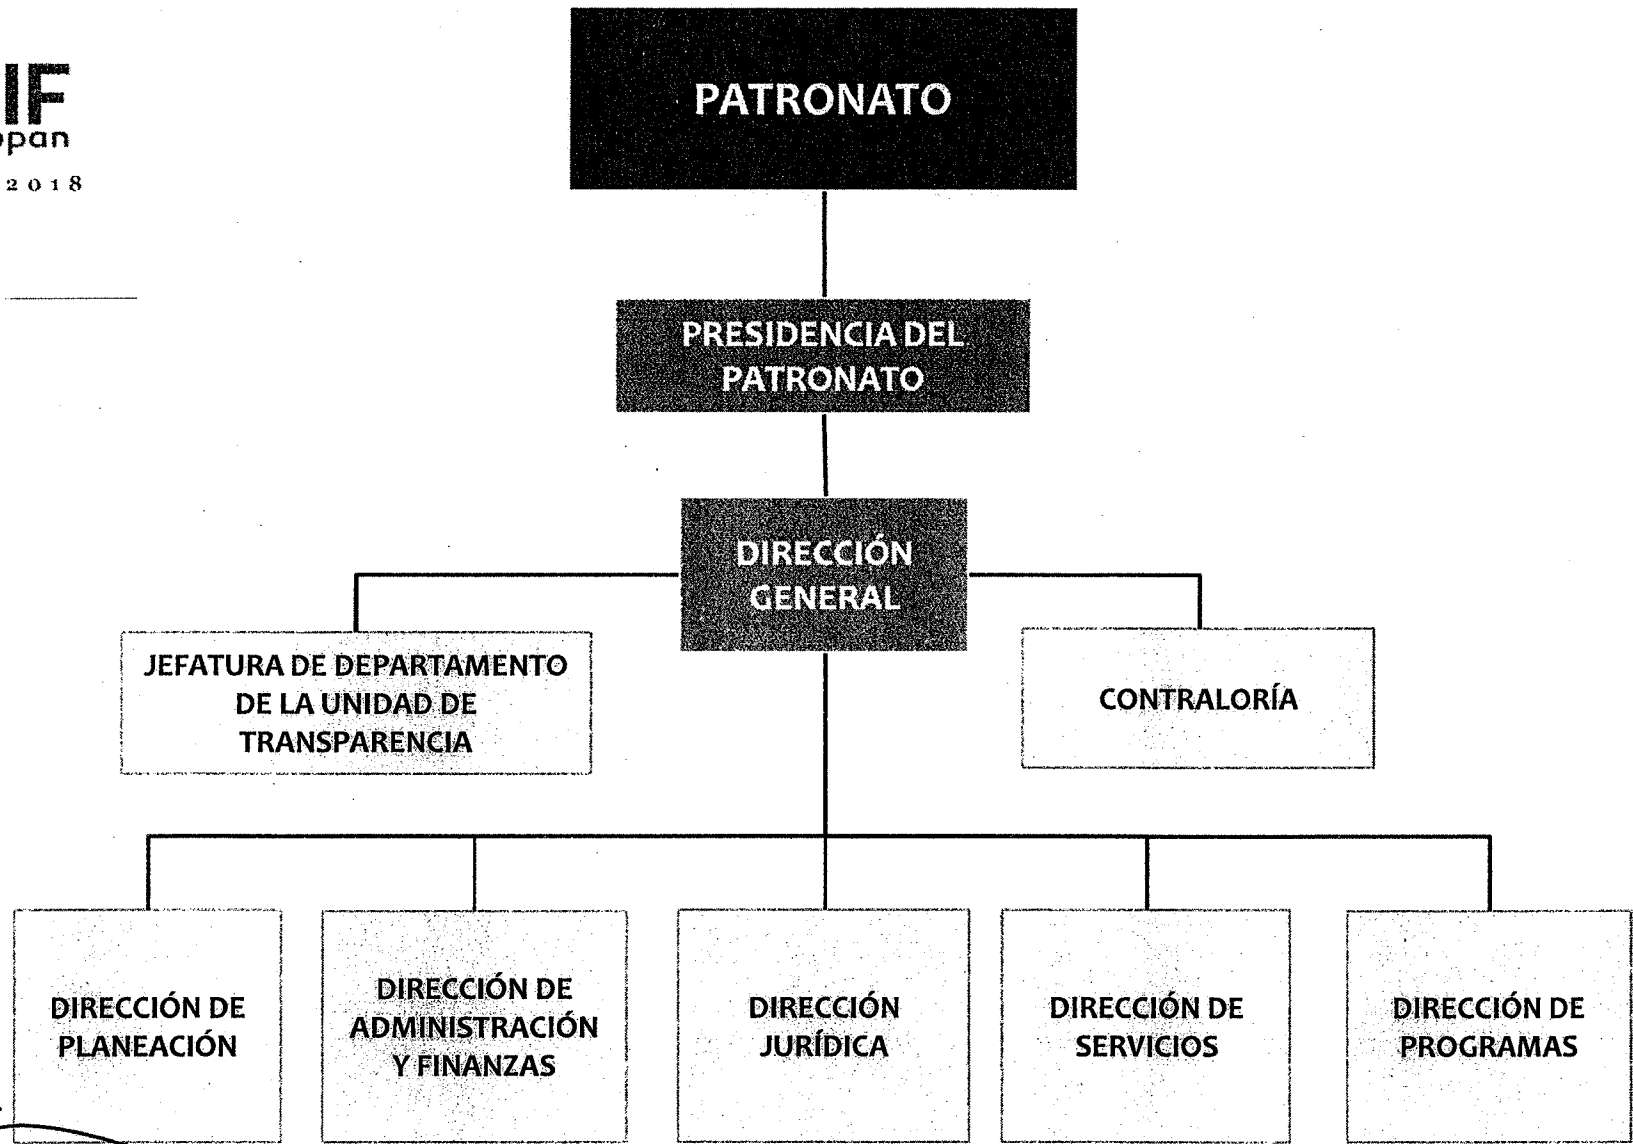 IF
opan
2018
PATRONATO
PRESIDENCIA DEL
PATRONATO
DIRECCIÓN
GENERAL
JEFATURA DE DEPARTAMENTO
DE LA UNIDAD DE
TRANSPARENCIA
CONTRALORÍA
DIRECCIÓN DE
PLANEACIÓN
DIRECCIÓN DE
ADMINISTRACIÓN
Y FINANZAS
DIRECCIÓN
JURÍDICA
DIRECCIÓN DE
SERVICIOS
DIRECCIÓN DE
PROGRAMAS